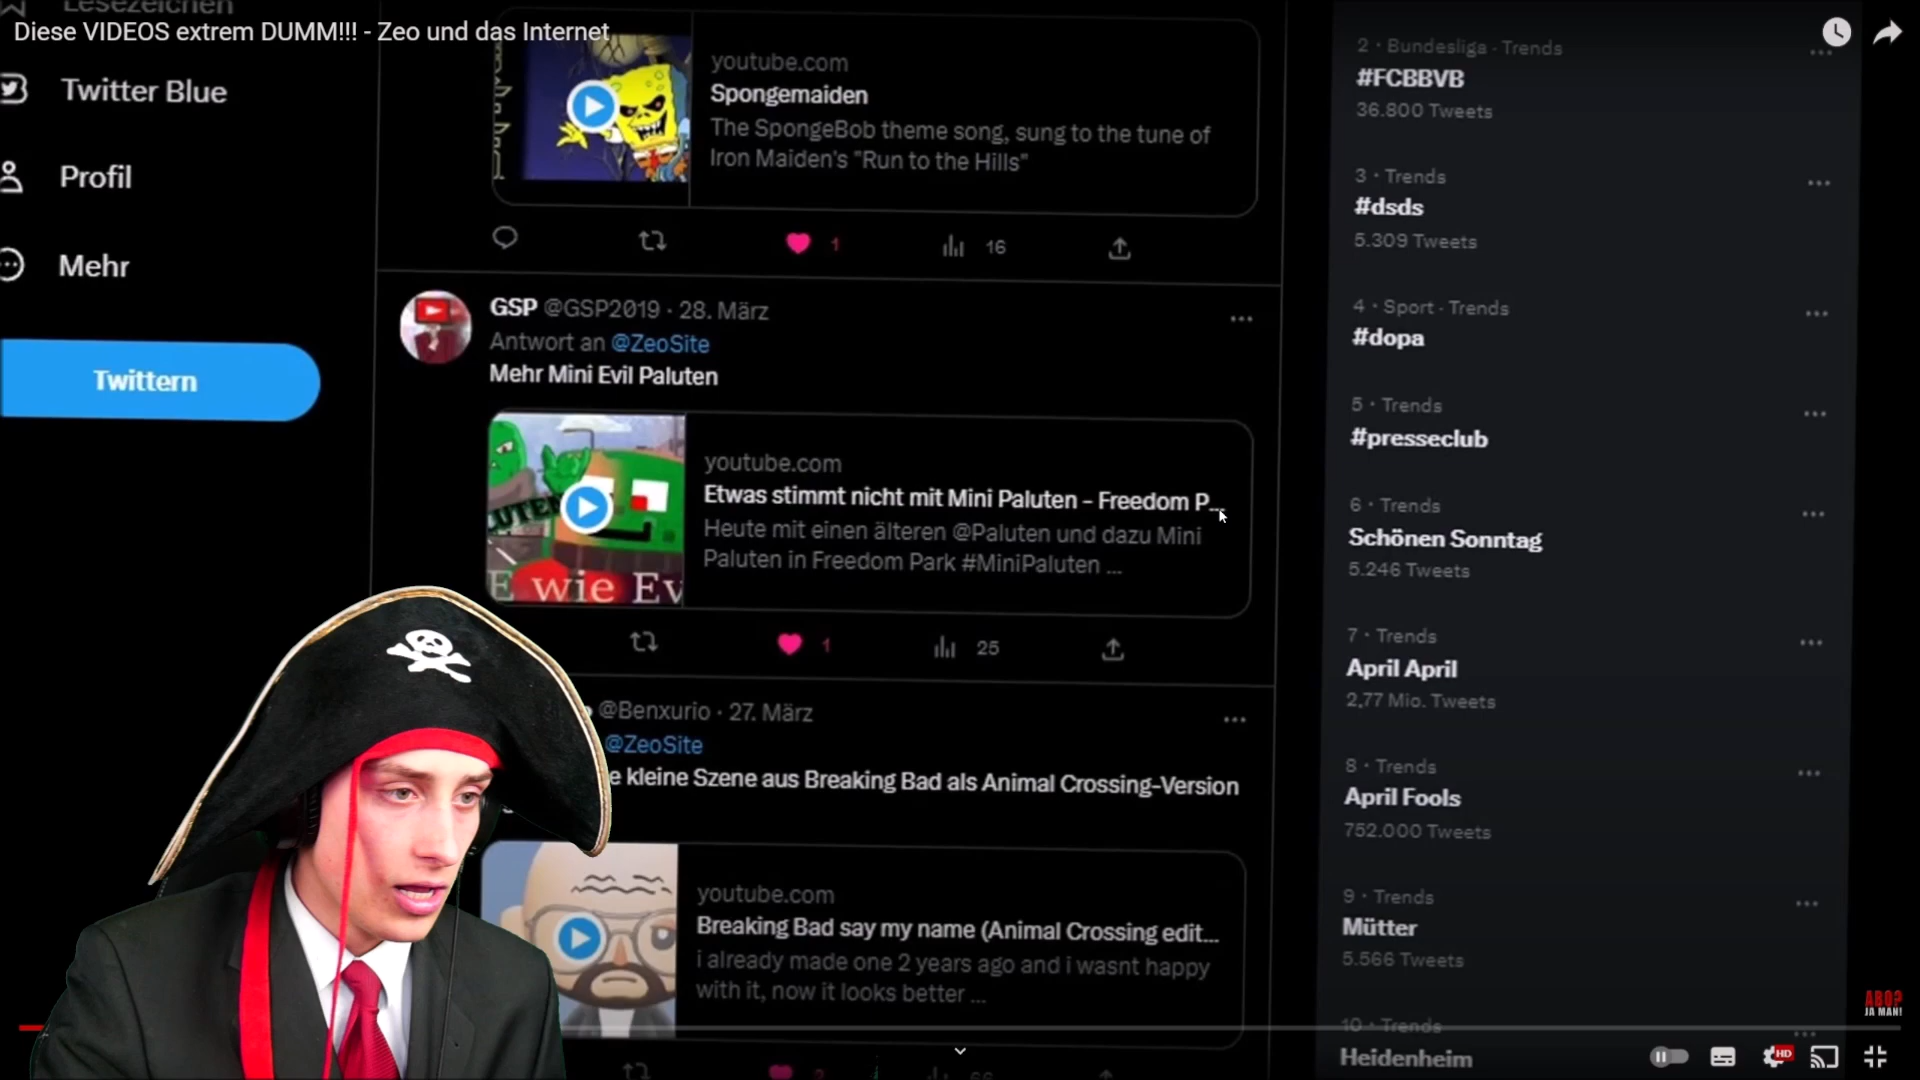 Lesezeichen
Diese VIDEOS extrem DUMM!!! - Zeo und das Internet
Twitter Blue
Profil
Mehr
Twittern
youtube.com
Spongemaiden
The SpongeBob theme song, sung to the tune of
Iron Maiden's "Run to the Hills"
1
16
GSP @GSP2019 · 28. März
Antwort an @ZeoSite
Mehr Mini Evil Paluten
LUTEN
E wie Ev
youtube.com
Etwas stimmt nicht mit Mini Paluten - Freedom P...
Heute mit einen älteren @Paluten und dazu Mini
Paluten in Freedom Park #MiniPaluten ...
1
25
@Benxurio · 27. März
@ZeoSite
e kleine Szene aus Breaking Bad als Animal Crossing-Version
youtube.com
Breaking Bad say my name (Animal Crossing edit...
i already made one 2 years ago and i wasnt happy
with it, now it looks better ...
2 · Bundesliga · Trends
#FCBBVB
36.800 Tweets
3 · Trends
#dsds
5.309 Tweets
4 · Sport · Trends
#dopa
5 · Trends
#presseclub
6 · Trends
Schönen Sonntag
5.246 Tweets
7 · Trends
April April
2,77 Mio. Tweets
8 · Trends
April Fools
752.000 Tweets
9 · Trends
Mütter
5.566 Tweets
10 · Trends
Heidenheim
ABO?
JA MAN!
HD